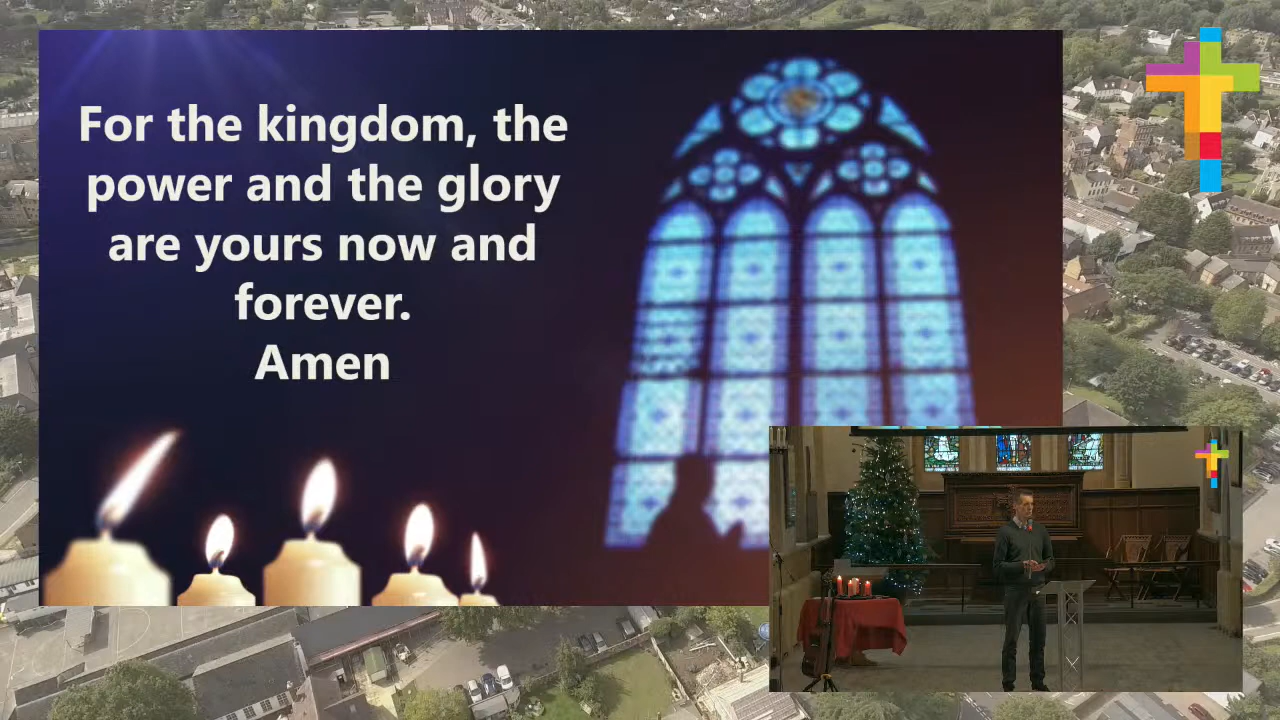 For the kingdom, the
power and the glory
are yours now and
forever.
Amen